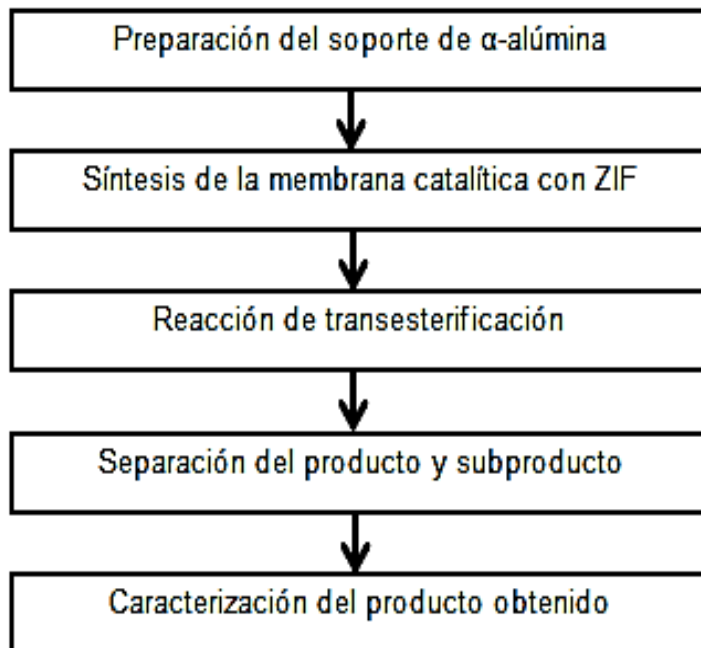 Preparación del soporte de α-alúmina
Síntesis de la membrana catalítica con ZIF
Reacción de transesterificación
Separación del producto y subproducto
Caracterización del producto obtenido